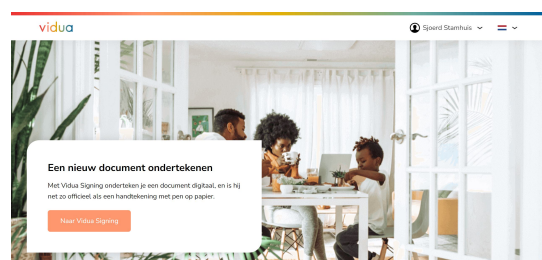 vidua
Sjoerd Stamhuis
Een nieuw document ondertekenen
Met Vidua Signing onderteken je een document digitaal, en is hij
net zo officieel als een handtekening met pen op papier.
Naar Vidua Signing